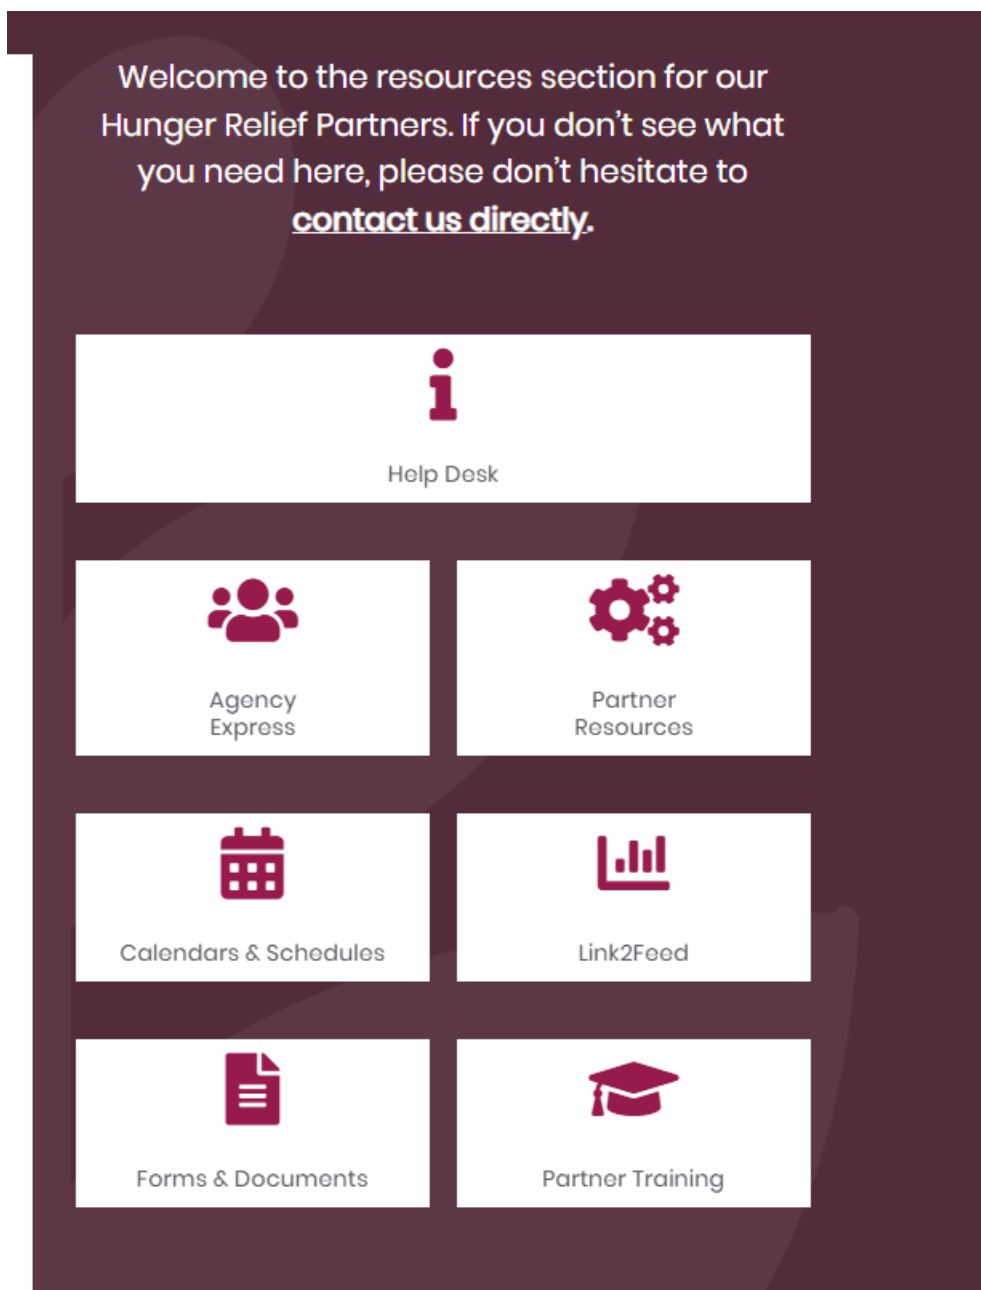 Welcome to the resources section for our
Hunger Relief Partners. If you don't see what
you need here, please don't hesitate to
contact us directly.
Help Desk
Agency
Express
Partner
Resources
Calendars & Schedules
Link2Feed
Forms & Documents
Partner Training